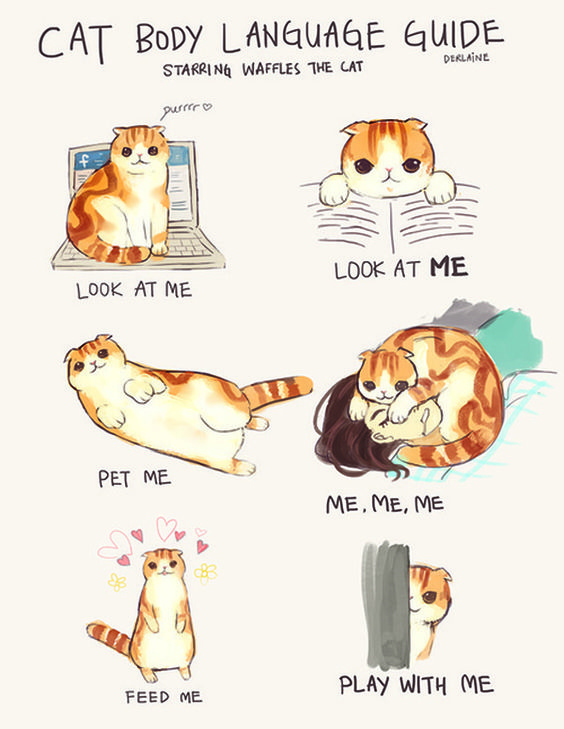 CAT BODY LANGUAGE GUIDE
DERLAINE
STARRING WAFFLES THE CAT
purrrr ♡
f
LOOK AT ME
LOOK AT ME
PET ME
ME, ME, ME
FEED ME
PLAY WITH ME